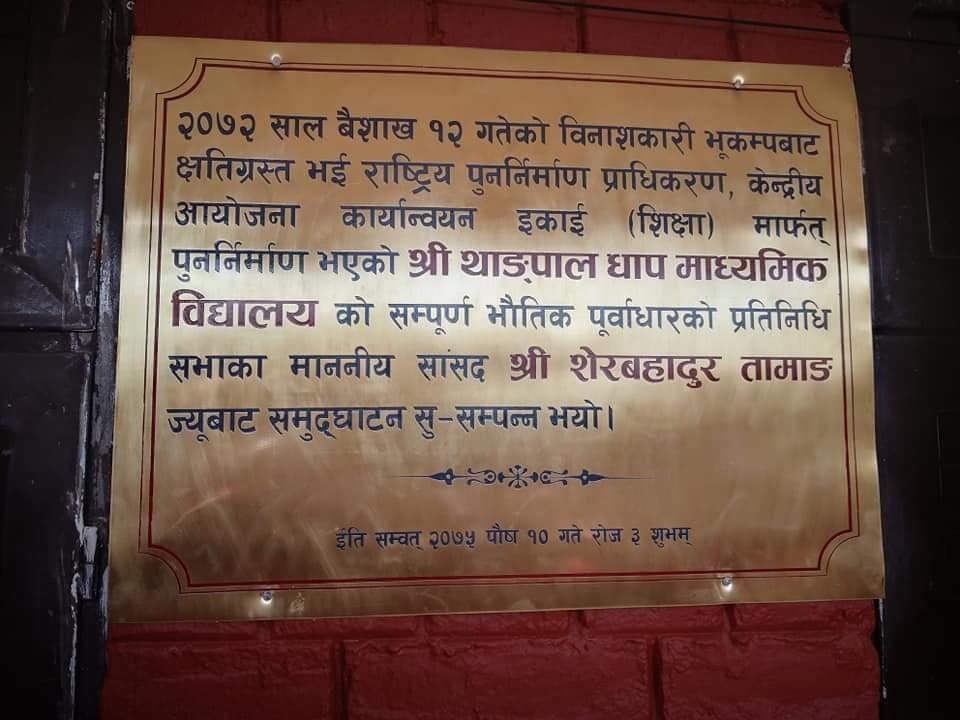 २०७२ साल बैशाख १२ गतेको विनाशकारी भूकम्पबाट
क्षतिग्रस्त भई राष्ट्रिय पुनर्निर्माण प्राधिकरण, केन्द्रीय
आयोजना कार्यान्वयन इकाई (शिक्षा) मार्फत्
पुनर्निर्माण भएको श्री थाङ्पाल धाप माध्यमिक
विद्यालय को सम्पूर्ण भौतिक पूर्वाधारको प्रतिनिधि
सभाका माननीय सांसद श्री शेरबहादुर तामाङ
ज्यूबाट समुद्घाटन सु-सम्पन्न भयो।
इति सम्वत् २०७५ पौष १० गते रोज ३ शुभम्